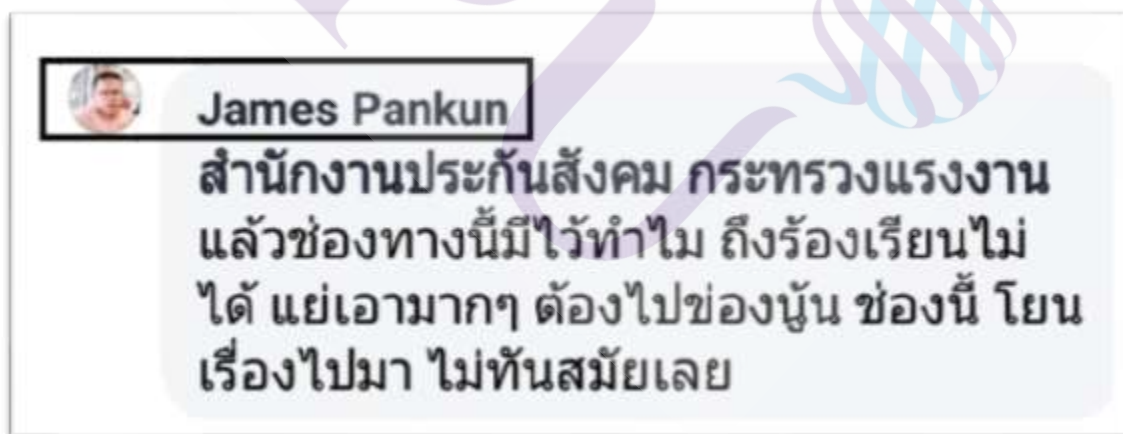 James Pankun
สำนักงานประกันสังคม กระทรวงแรงงาน
แล้วช่องทางนี้มีไว้ทำไม ถึงร้องเรียนไม่
ได้ แย่เอามากๆ ต้องไปข่องนู้น ช่องนี้ โยน
เรื่องไปมา ไม่ทันสมัยเลย